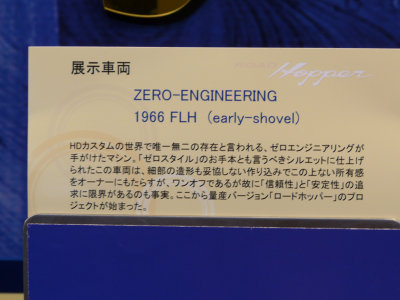 展示車両
ROAD Hopper
ZERO-ENGINEERING
1966 FLH (early-shovel)
HDカスタムの世界で唯一無二の存在と言われる、ゼロエンジニアリングが
手がけたマシン。「ゼロスタイル」のお手本とも言うべきシルエットに仕上げ
られたこの車両は、細部の造形も妥協しない作り込みでこの上ない所有感
をオーナーにもたらすが、ワンオフであるが故に「信頼性」と「安定性」の追
求に限界があるのも事実。ここから量産バージョン「ロードホッパー」のプロ
ジェクトが始まった。